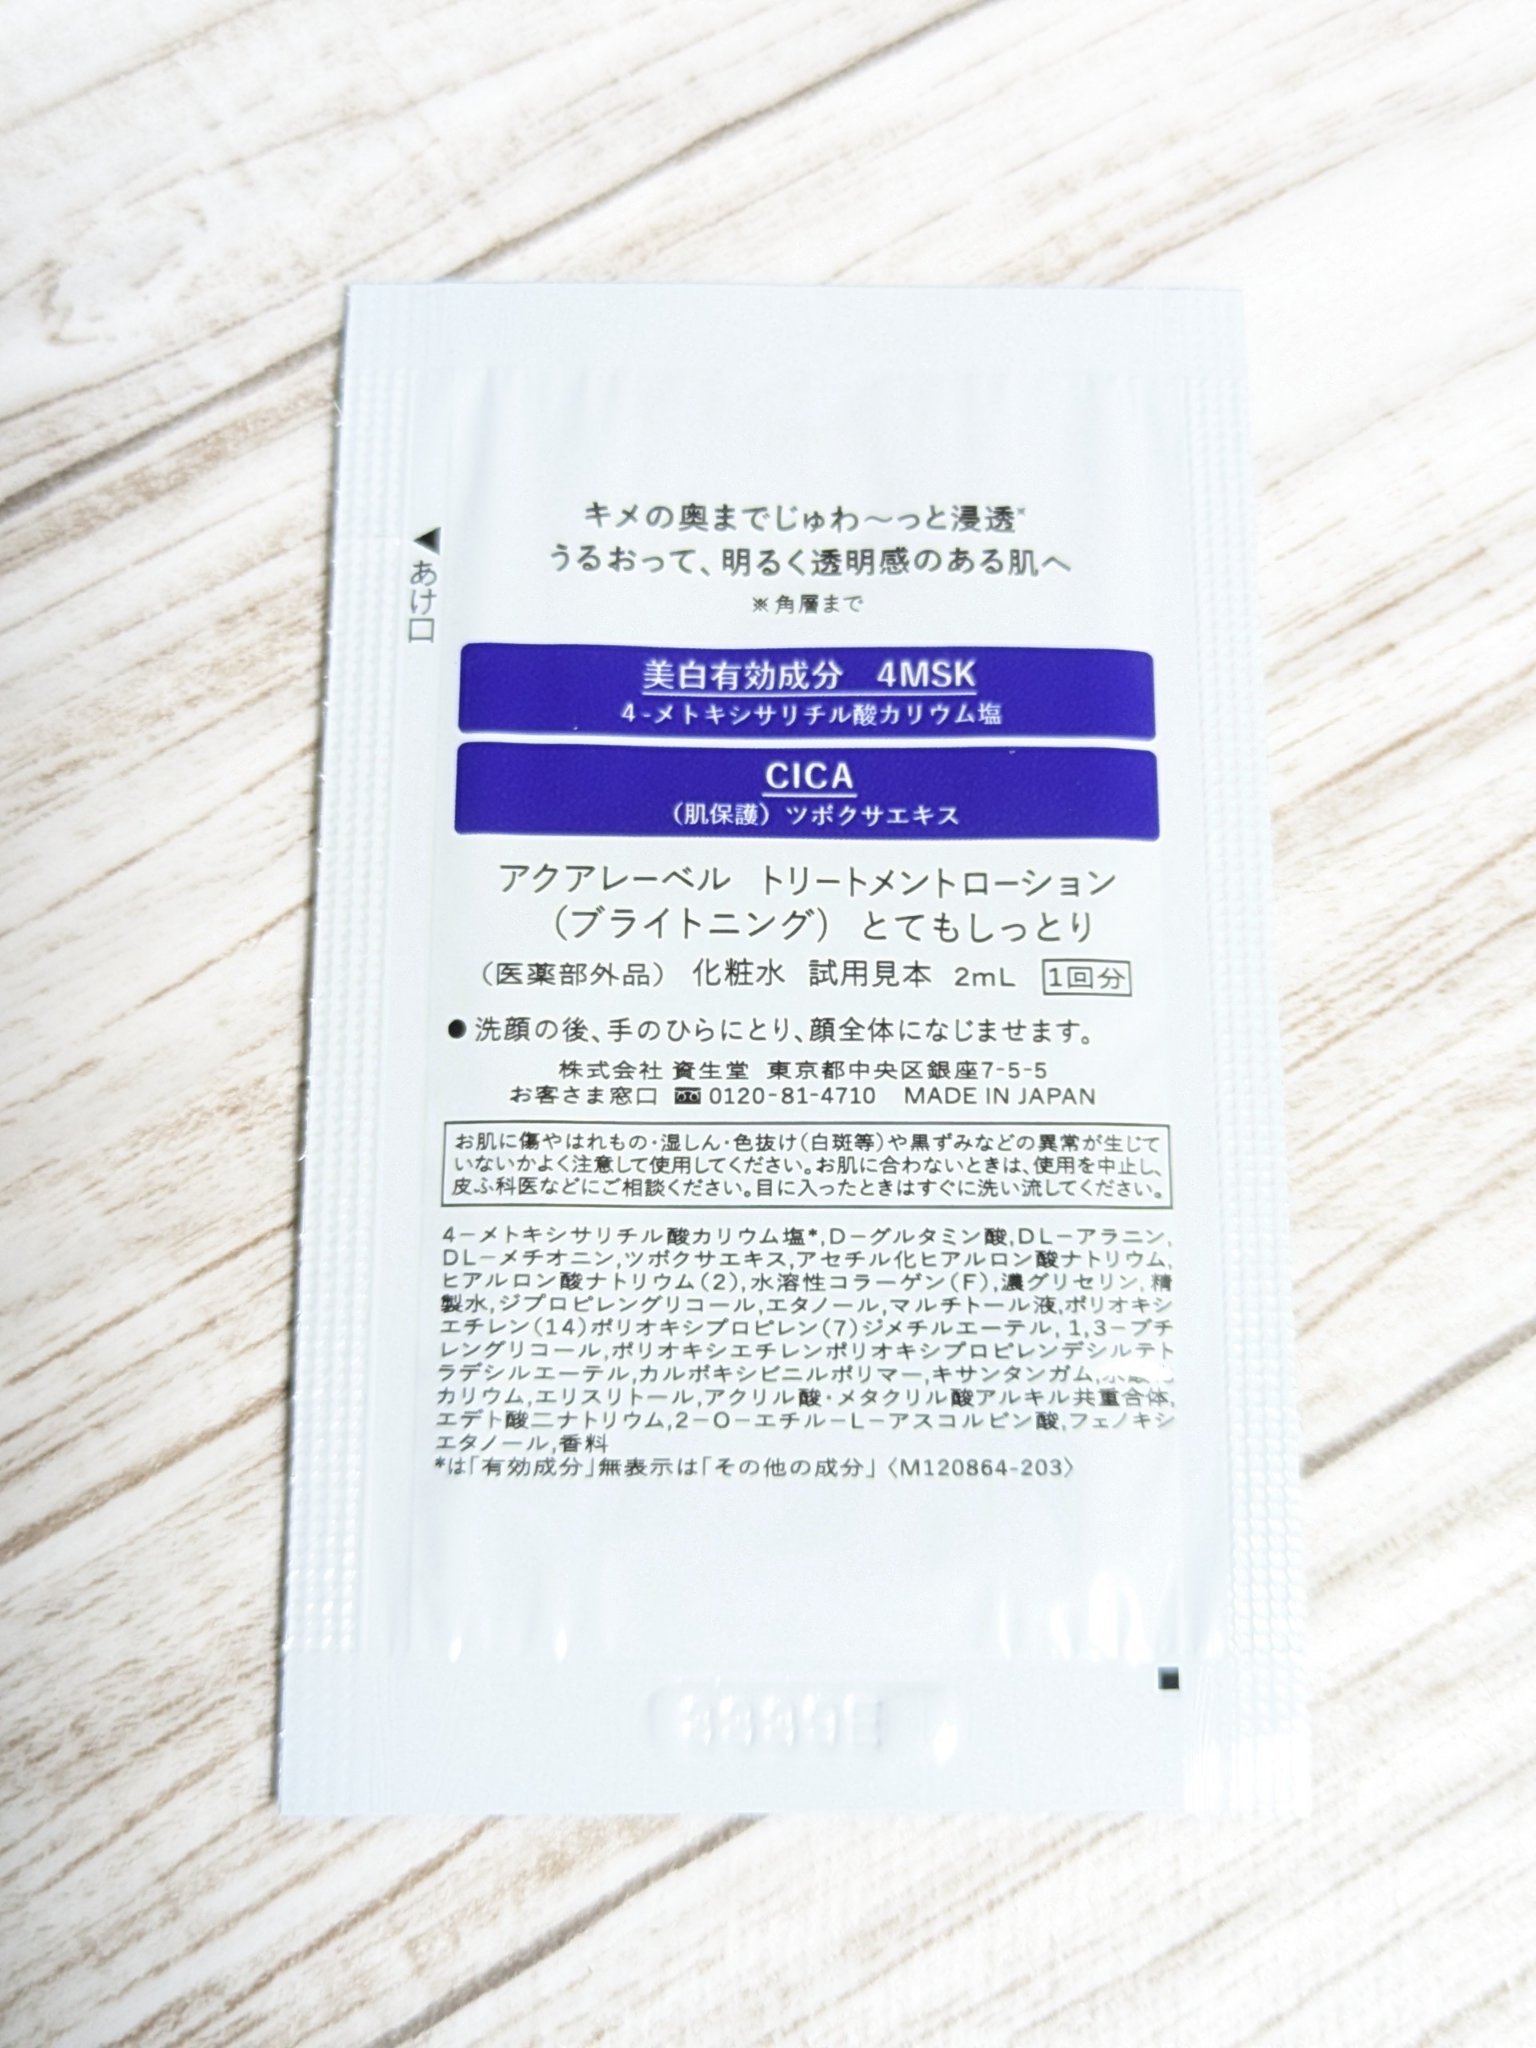 キメの奥までじゅわ〜っと浸透※
うるおって、明るく透明感のある肌へ
※角層まで
◀あけ口
美白有効成分 4MSK
4-メトキシサリチル酸カリウム塩
CICA
（肌保護）ツボクサエキス
アクアレーベル トリートメントローション
（ブライトニング）とてもしっとり
（医薬部外品） 化粧水 試用見本 2mL 1回分
●洗顔の後、手のひらにとり、顔全体になじませます。
株式会社 資生堂 東京都中央区銀座7-5-5
お客さま窓口 0120-81-4710 MADE IN JAPAN
お肌に傷やはれもの・湿しん・色抜け（白斑等）や黒ずみなどの異常が生じて
いないかよく注意して使用してください。お肌に合わないときは、使用を中止し、
皮ふ科医などにご相談ください。目に入ったときはすぐに洗い流してください。
4－メトキシサリチル酸カリウム塩*,D－グルタミン酸,DL－アラニン,
DL－メチオニン,ツボクサエキス,アセチル化ヒアルロン酸ナトリウム,
ヒアルロン酸ナトリウム(2),水溶性コラーゲン(F),濃グリセリン,精
製水,ジプロピレングリコール,エタノール,マルチトール液,ポリオキシ
エチレン(14)ポリオキシプロピレン(7)ジメチルエーテル,1,3－ブチ
レングリコール,ポリオキシエチレンポリオキシプロピレンデシルテト
ラデシルエーテル,カルボキシビニルポリマー,キサンタンガム,
カリウム,エリスリトール,アクリル酸・メタクリル酸アルキル共重合体,
エデト酸二ナトリウム,2－O－エチル－L－アスコルビン酸,フェノキシ
エタノール,香料
*は「有効成分」無表示は「その他の成分」〈M120864-203〉